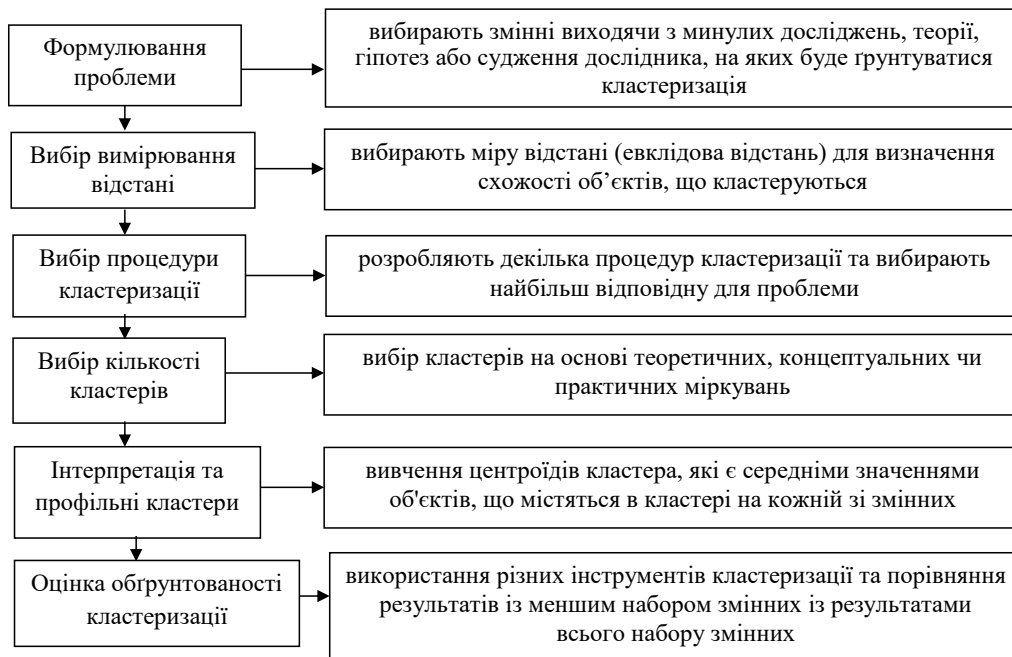 Формулювання
проблеми
вибирають змінні виходячи з минулих досліджень, теорії,
гіпотез або судження дослідника, на яких буде ґрунтуватися
кластеризація
Вибір вимірювання
відстані
вибирають міру відстані (евклідова відстань) для визначення
схожості об’єктів, що кластеруються
Вибір процедури
кластеризації
розробляють декілька процедур кластеризації та вибирають
найбільш відповідну для проблеми
Вибір кількості
кластерів
вибір кластерів на основі теоретичних, концептуальних чи
практичних міркувань
Інтерпретація та
профільні кластери
вивчення центроїдів кластера, які є середніми значеннями
об'єктів, що містяться в кластері на кожній зі змінних
Оцінка обґрунтованості
кластеризації
використання різних інструментів кластеризації та порівняння
результатів із меншим набором змінних із результатами
всього набору змінних